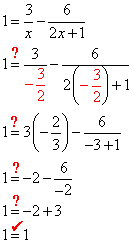 1 = 3/x − 6/(2x+1)
1 ≟ 3/(−3/2) − 6/(2(−3/2)+1)
1 ≟ 3(−2/3) − 6/(−3+1)
1 ≟ −2 − 6/(−2)
1 ≟ −2+3
1 =✓ 1